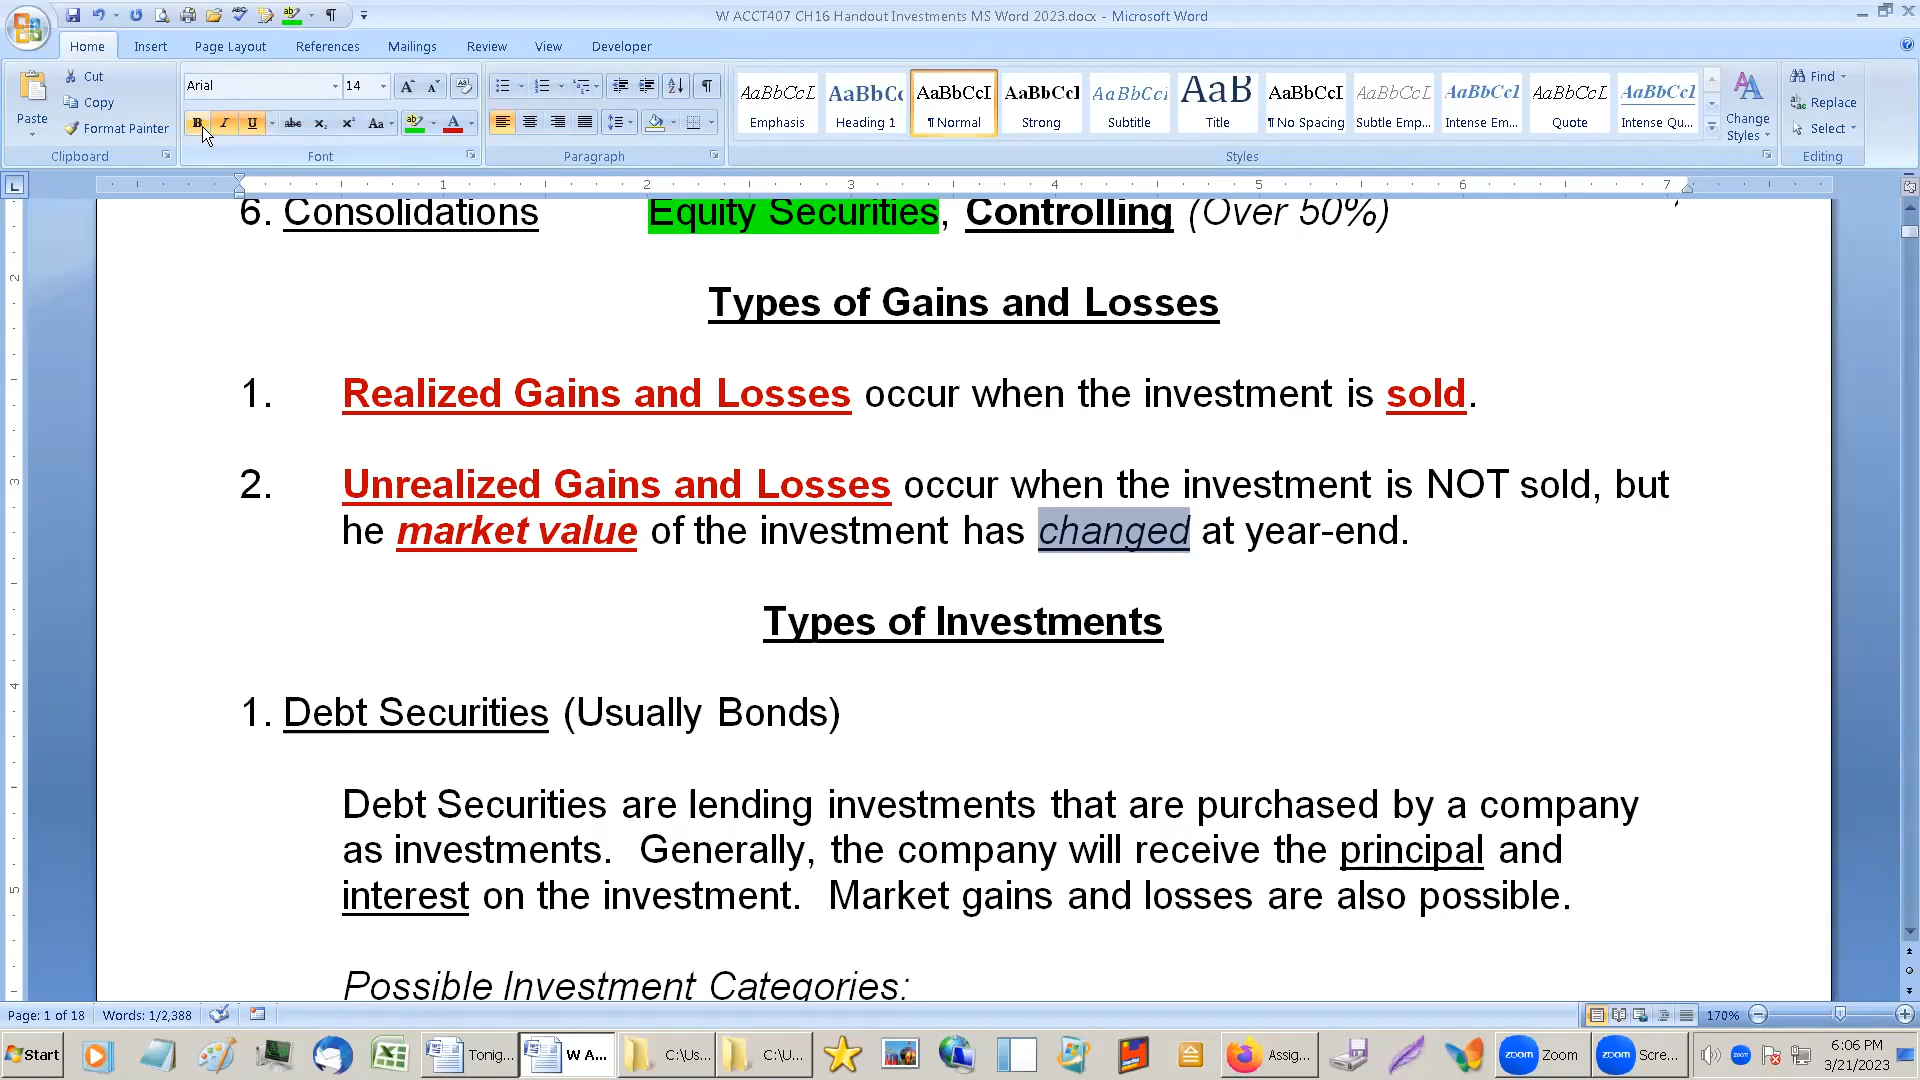 W ACCT407 CH16 Handout Investments MS Word 2023.docx - Microsoft Word
Home Insert Page Layout References Mailings Review View Developer
Paste
Cut
Copy
Format Painter
Clipboard
Arial 14
Font
Paragraph
AaBbCcL AaBbCc AaBbCcI AaBbCcI AaBbCcI AaB AaBbCcI AaBbCcL AaBbCcI AaBbCcL AaBbCcI
Emphasis Heading 1 ¶ Normal Strong Subtitle Title ¶ No Spacing Subtle Emp... Intense Em... Quote Intense Qu...
Change Styles
Styles
Find
Replace
Select
Editing
1 2 3 4 5 6 7
6. Consolidations Equity Securities, Controlling (Over 50%)
Types of Gains and Losses
1. Realized Gains and Losses occur when the investment is sold.
2. Unrealized Gains and Losses occur when the investment is NOT sold, but
he market value of the investment has changed at year-end.
Types of Investments
1. Debt Securities (Usually Bonds)
Debt Securities are lending investments that are purchased by a company
as investments. Generally, the company will receive the principal and
interest on the investment. Market gains and losses are also possible.
Possible Investment Categories:
Page: 1 of 18 Words: 1/2,388 170%
Start Tonig... W A... C:\Us... C:\U... Assig... zoom Zoom zoom Scre... 6:06 PM
3/21/2023